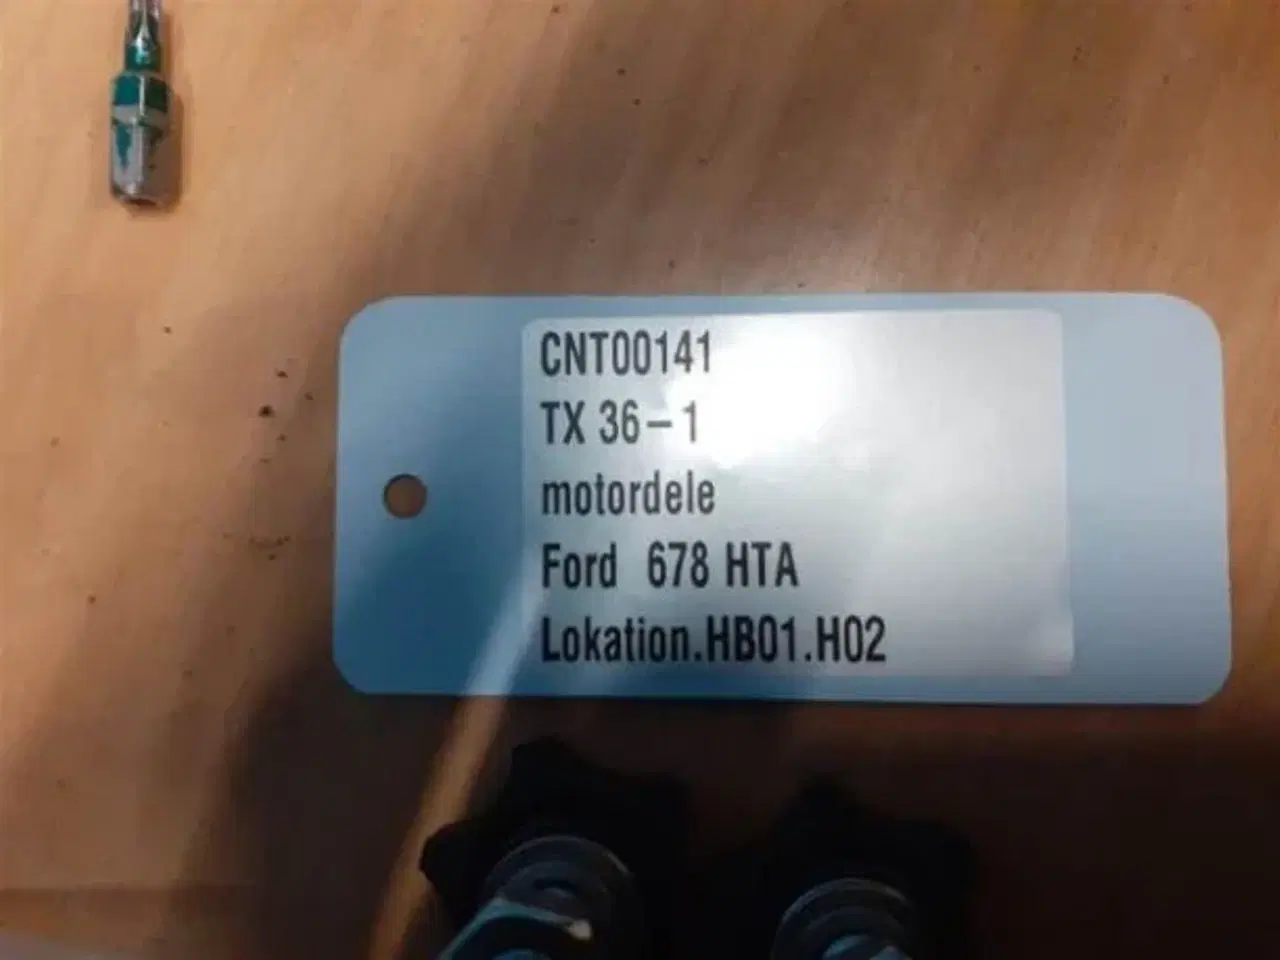 CNT00141
TX 36-1
motordele
Ford 678 HTA
Lokation.HB01.H02